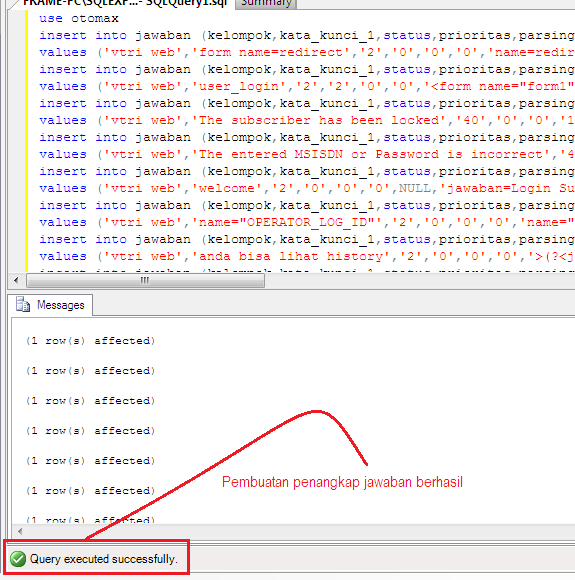 FRAME-PC\SQLEXP...- SQLQuery1.sql Summary
use otomax
insert into jawaban (kelompok,kata_kunci_1,status,prioritas,parsing
values ('vtri web','form name=redirect','2','0','0','0','name=redir
insert into jawaban (kelompok,kata_kunci_1,status,prioritas,parsing
values ('vtri web','user_login','2','2','0','0','<form name="form1"
insert into jawaban (kelompok,kata_kunci_1,status,prioritas,parsing
values ('vtri web','The subscriber has been locked','40','0','0','1
insert into jawaban (kelompok,kata_kunci_1,status,prioritas,parsing
values ('vtri web','The entered MSISDN or Password is incorrect','4
insert into jawaban (kelompok,kata_kunci_1,status,prioritas,parsing
values ('vtri web','welcome','2','0','0','0',NULL,'jawaban=Login Su
insert into jawaban (kelompok,kata_kunci_1,status,prioritas,parsing
values ('vtri web','name="OPERATOR_LOG_ID"','2','0','0','0','name="
insert into jawaban (kelompok,kata_kunci_1,status,prioritas,parsing
values ('vtri web','anda bisa lihat history','2','0','0','0','>(?<j
insert into jawaban (kelompok,kata_kunci_1,status,prioritas,parsing
Messages
(1 row(s) affected)
(1 row(s) affected)
(1 row(s) affected)
(1 row(s) affected)
(1 row(s) affected)
(1 row(s) affected)
(1 row(s) affected)
Pembuatan penangkap jawaban berhasil
Query executed successfully.